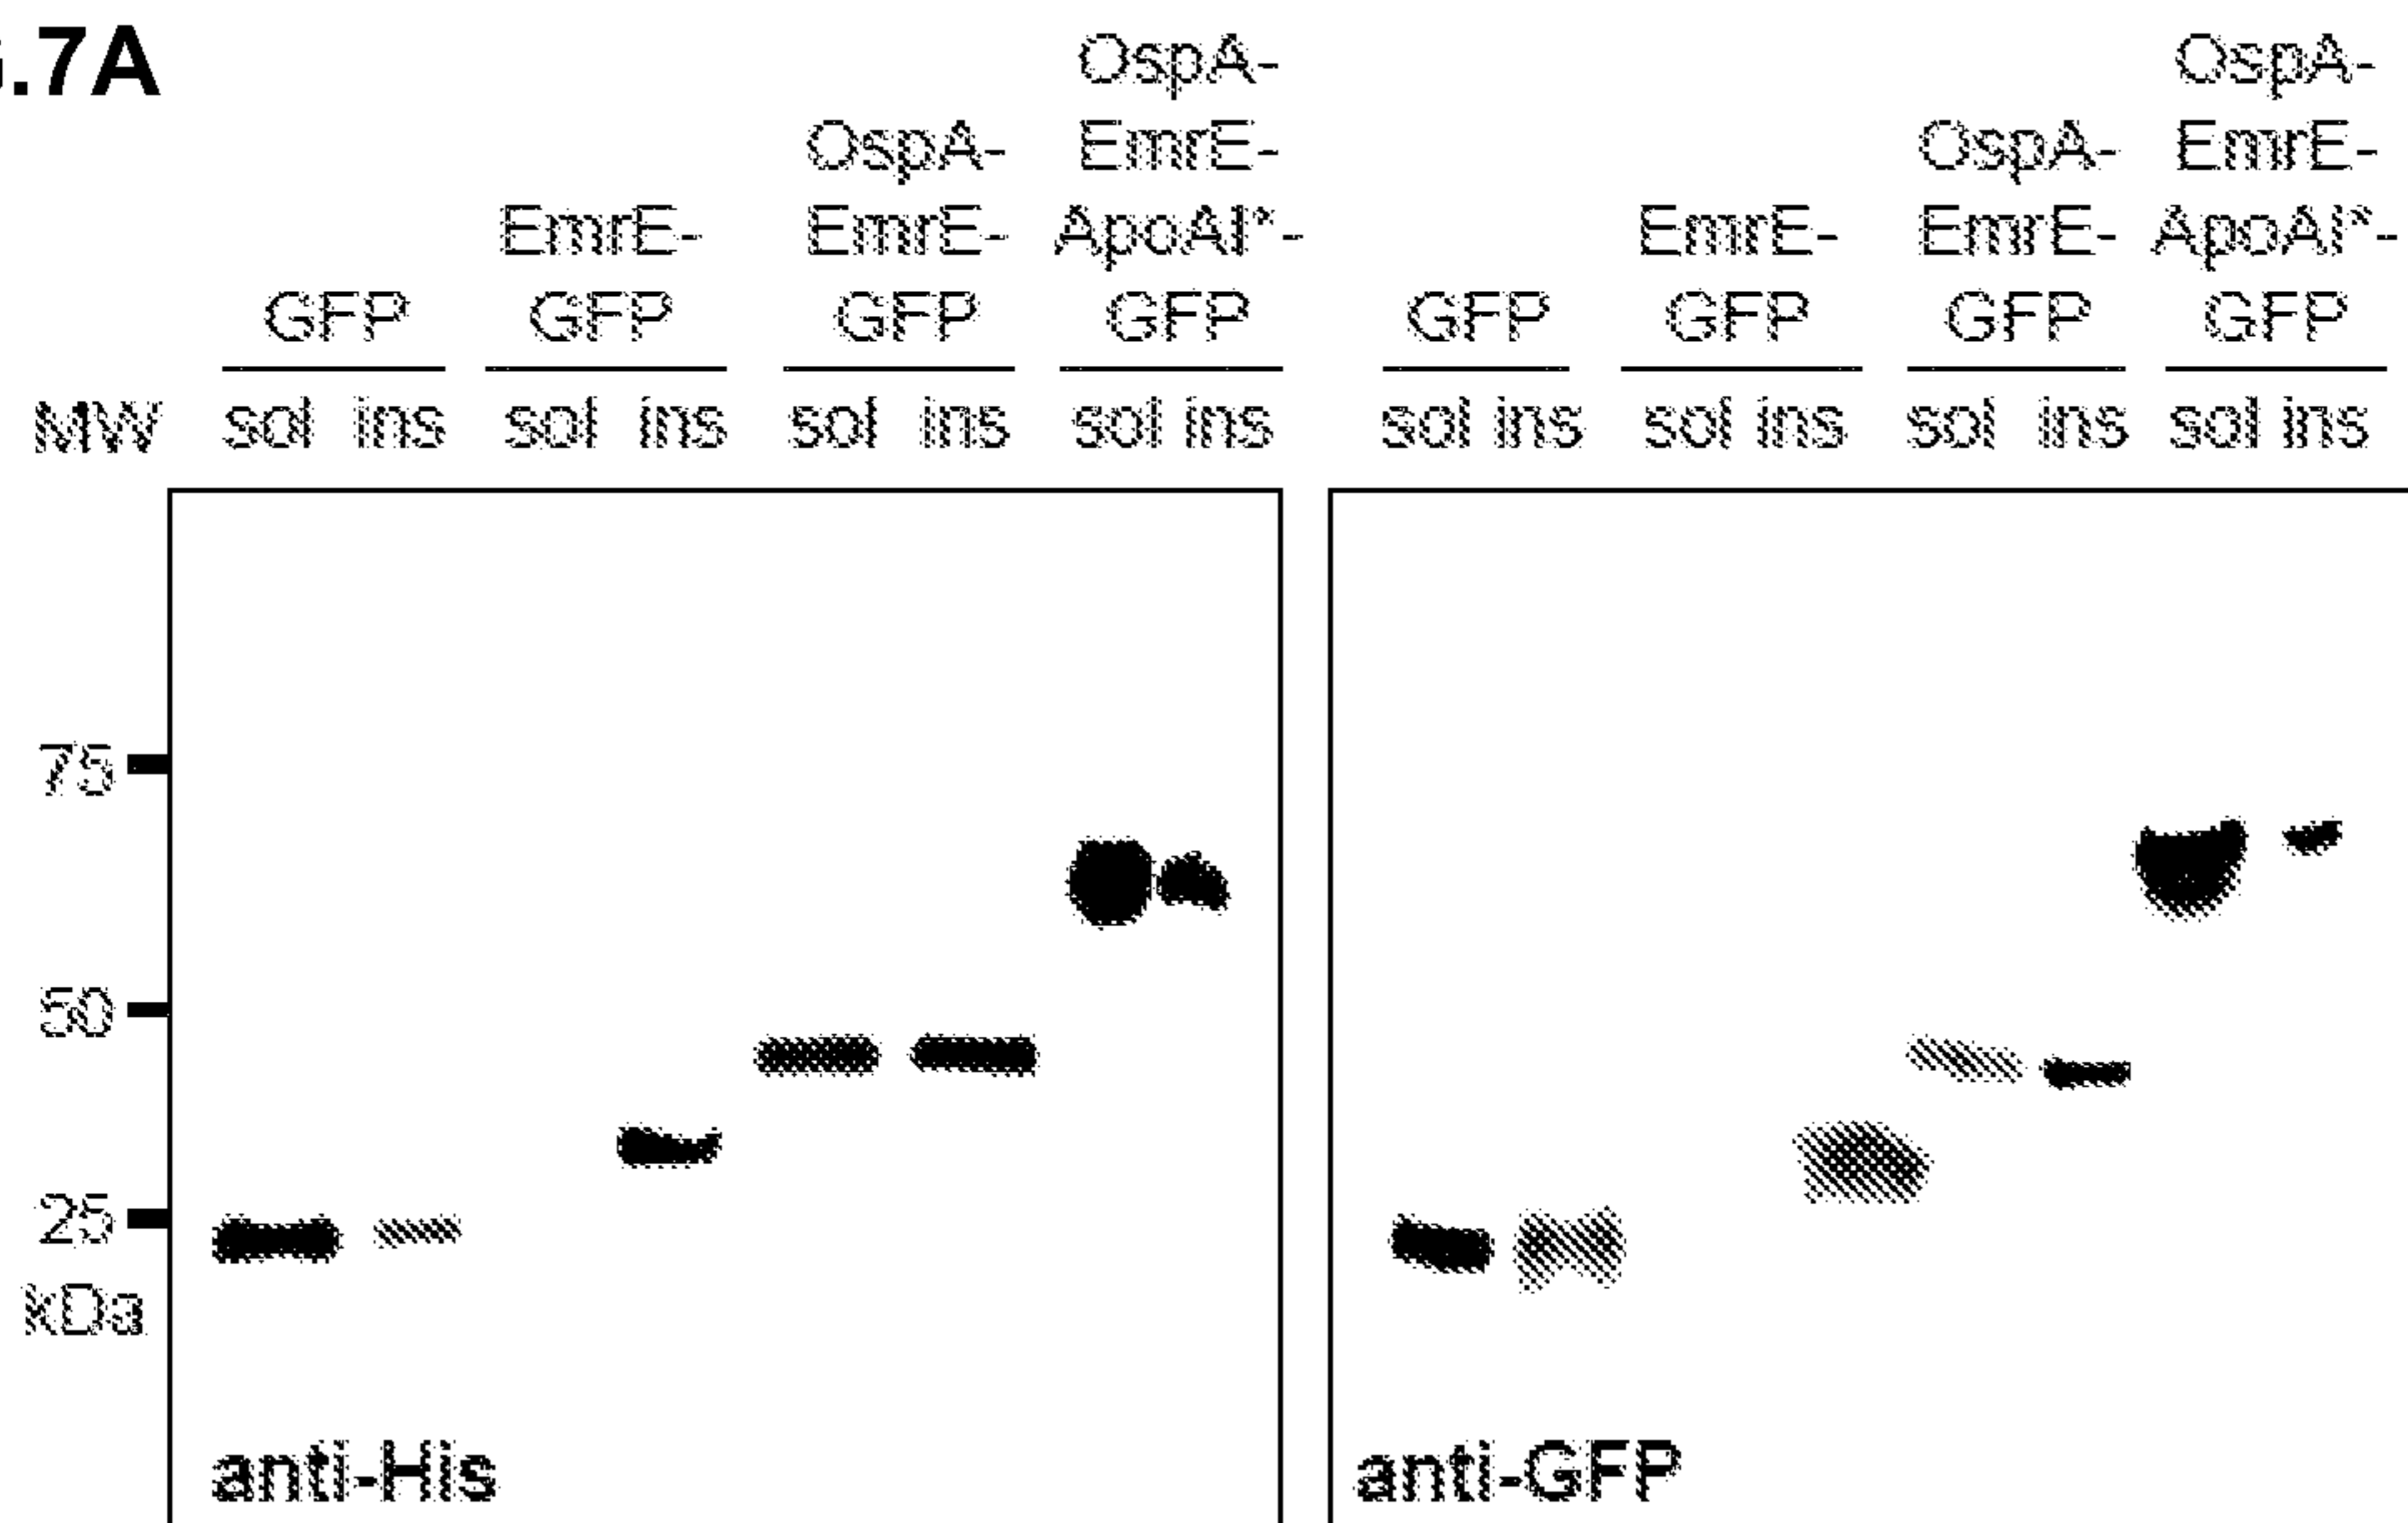 .7A
OspA- OspA-
OspA- EmrE- OspA- EmrE-
EmrE- EmrE- ApoAI*- EmrE- EmrE- ApoAI*-
GFP GFP GFP GFP GFP GFP GFP GFP
MW sol ins sol ins sol ins sol ins sol ins sol ins sol ins sol ins
75
50
25
kDa
anti-His anti-GFP